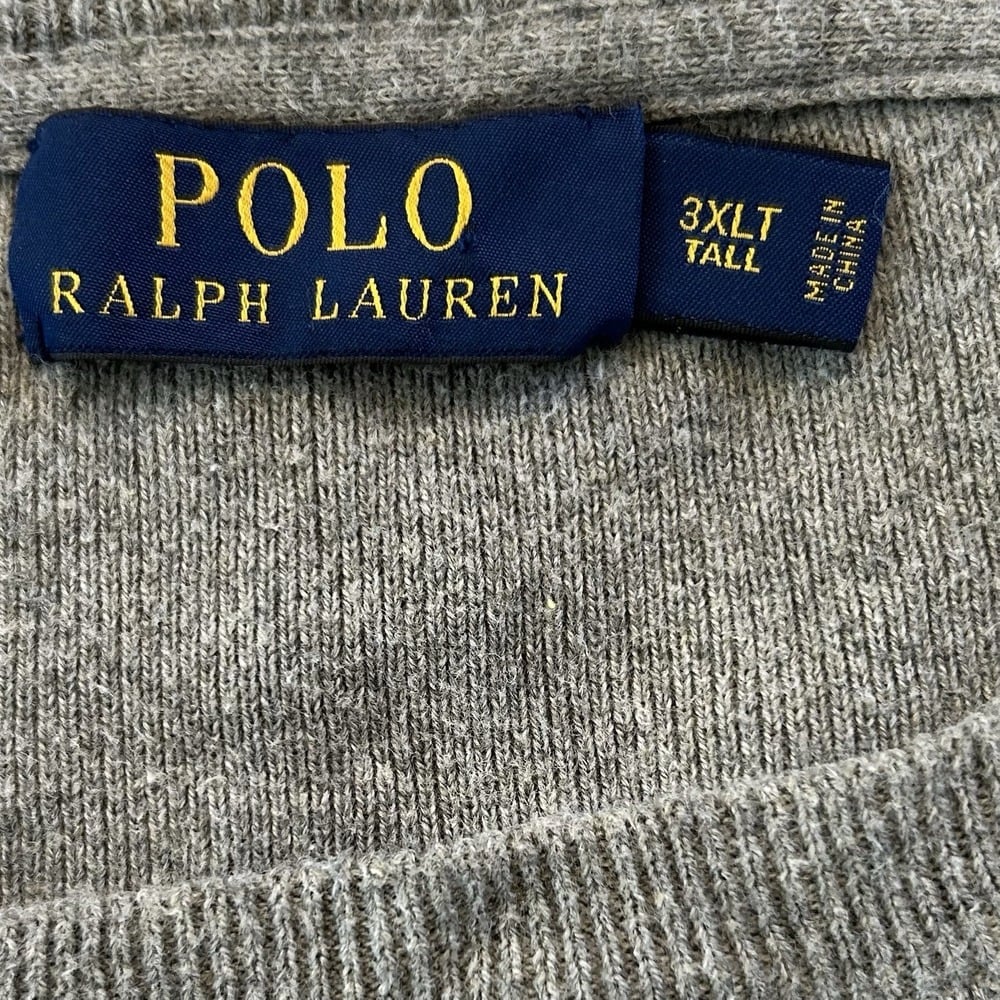 POLO
RALPH LAUREN
3XLT
TALL
MADE IN
CHINA